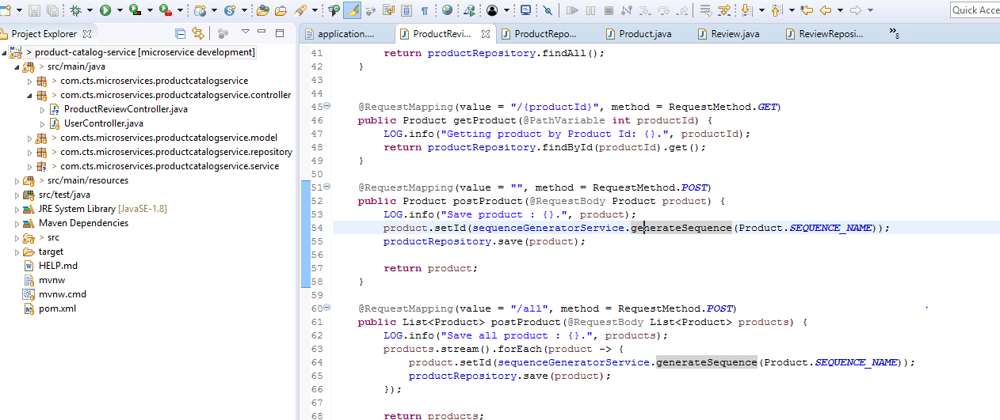 Quick Acce
Project Explorer
> product-catalog-service [microservice development]
> src/main/java
> com.cts.microservices.productcatalogservice
> com.cts.microservices.productcatalogservice.controller
ProductReviewController.java
UserController.java
> com.cts.microservices.productcatalogservice.model
> com.cts.microservices.productcatalogservice.repository
> com.cts.microservices.productcatalogservice.service
> src/main/resources
src/test/java
JRE System Library [JavaSE-1.8]
Maven Dependencies
> src
target
HELP.md
mvnw
mvnw.cmd
pom.xml
application.... ProductRevi... ProductRepo... Product.java Review.java ReviewReposi... »8
41 return productRepository.findAll();
42 }
43
44
45 @RequestMapping(value = "/{productId}", method = RequestMethod.GET)
46 public Product getProduct(@PathVariable int productId) {
47 LOG.info("Getting product by Product Id: {}.", productId);
48 return productRepository.findById(productId).get();
49 }
50
51 @RequestMapping(value = "", method = RequestMethod.POST)
52 public Product postProduct(@RequestBody Product product) {
53 LOG.info("Save product : {}.", product);
54 product.setId(sequenceGeneratorService.generateSequence(Product.SEQUENCE_NAME));
55 productRepository.save(product);
56
57 return product;
58 }
59
60 @RequestMapping(value = "/all", method = RequestMethod.POST)
61 public List<Product> postProduct(@RequestBody List<Product> products) {
62 LOG.info("Save all product : {}.", products);
63 products.stream().forEach(product -> {
64 product.setId(sequenceGeneratorService.generateSequence(Product.SEQUENCE_NAME));
65 productRepository.save(product);
66 });
67
68 return products;